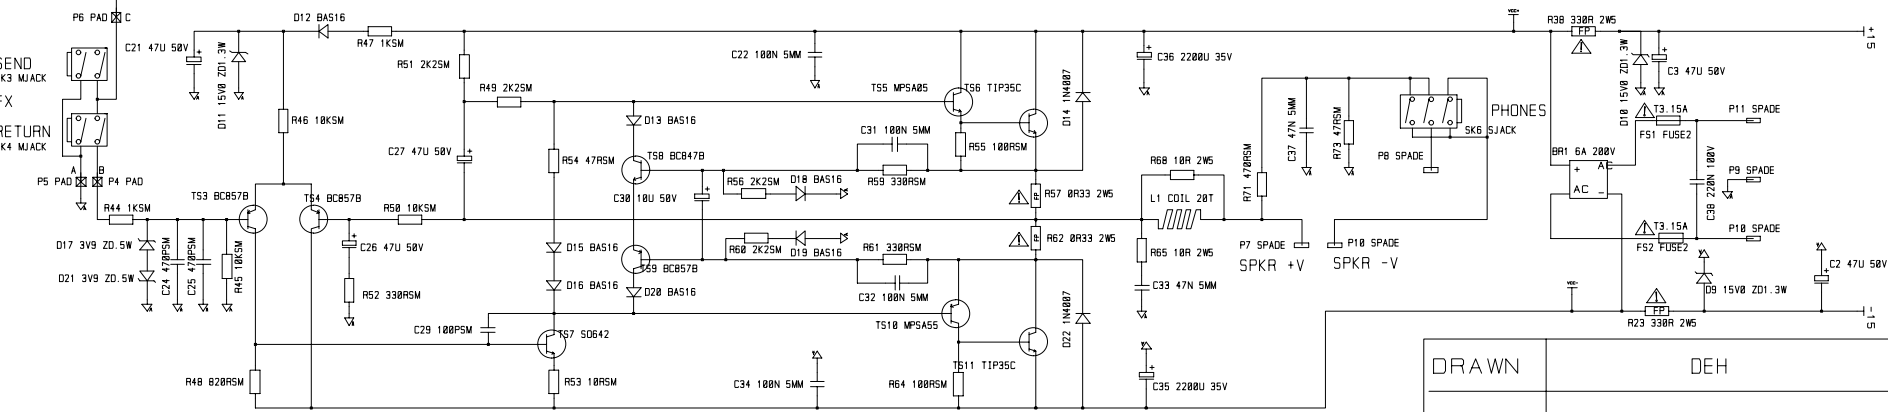 P6 PAD C
D12 BAS16
VCC+
R38 330R 2W5
FP
+15
C21 47U 50V
D11 15V0 ZD1.3W
R47 1KSM
R51 2K2SM
C22 100N 5MM
C36 2200U 35V
D10 15V0 ZD1.3W
C3 47U 50V
SEND
K3 MJACK
FX
RETURN
K4 MJACK
R49 2K2SM
TS5 MPSA05
TS6 TIP35C
D14 1N4007
C37 47N 5MM
R73 47RSM
PHONES
SK6 SJACK
T3.15A
FS1 FUSE2
P11 SPADE
R46 10KSM
D13 BAS16
C31 100N 5MM
R55 100RSM
C27 47U 50V
R54 47RSM
TS8 BC847B
R59 330RSM
R68 10R 2W5
R71 470RSM
P8 SPADE
BR1 6A 200V
+
AC
AC
-
C38 220N 100V
P9 SPADE
A
B
P5 PAD
P4 PAD
TS3 BC857B
TS4 BC857B
R56 2K2SM
D18 BAS16
C30 10U 50V
FP
R57 0R33 2W5
L1 COIL 20T
R44 1KSM
R50 10KSM
D17 3V9 ZD.5W
D21 3V9 ZD.5W
C24 470PSM
C25 470PSM
R45 10KSM
C26 47U 50V
D15 BAS16
TS9 BC857B
R60 2K2SM
D19 BAS16
R61 330RSM
FP
R62 0R33 2W5
R65 10R 2W5
P7 SPADE
SPKR +V
P10 SPADE
SPKR -V
T3.15A
FS2 FUSE2
P10 SPADE
C2 47U 50V
R52 330RSM
D16 BAS16
D20 BAS16
C32 100N 5MM
C33 47N 5MM
VCC-
D9 15V0 ZD1.3W
C29 100PSM
TS7 SO642
TS10 MPSA55
D22 1N4007
FP
R23 330R 2W5
-15
R48 820RSM
R53 10RSM
C34 100N 5MM
R64 100RSM
TS11 TIP35C
C35 2200U 35V
DRAWN
DEH